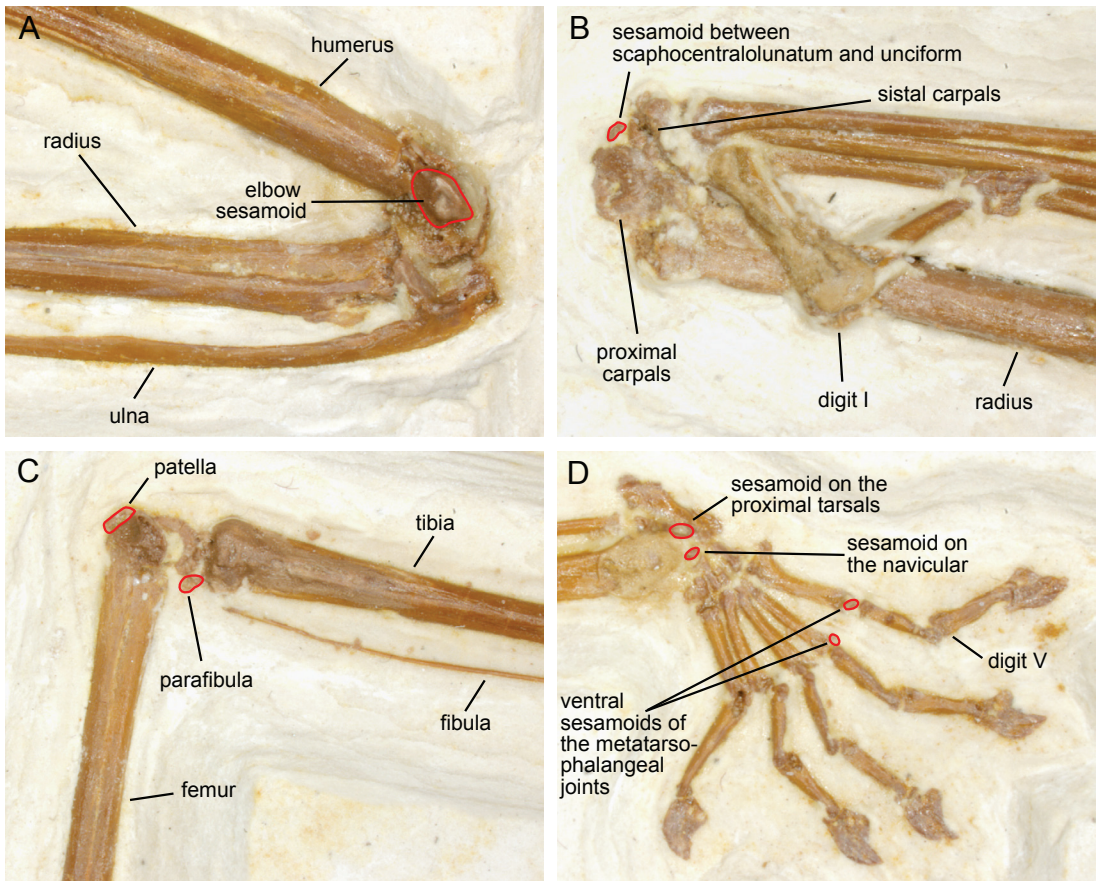 A
humerus
radius
elbow
sesamoid
ulna
B
sesamoid between
scaphocentralolunatum and unciform
sistal carpals
proximal
carpals
digit I
radius
C
patella
tibia
parafibula
fibula
femur
D
sesamoid on the
proximal tarsals
sesamoid on
the navicular
digit V
ventral
sesamoids of
the metatarso-
phalangeal
joints